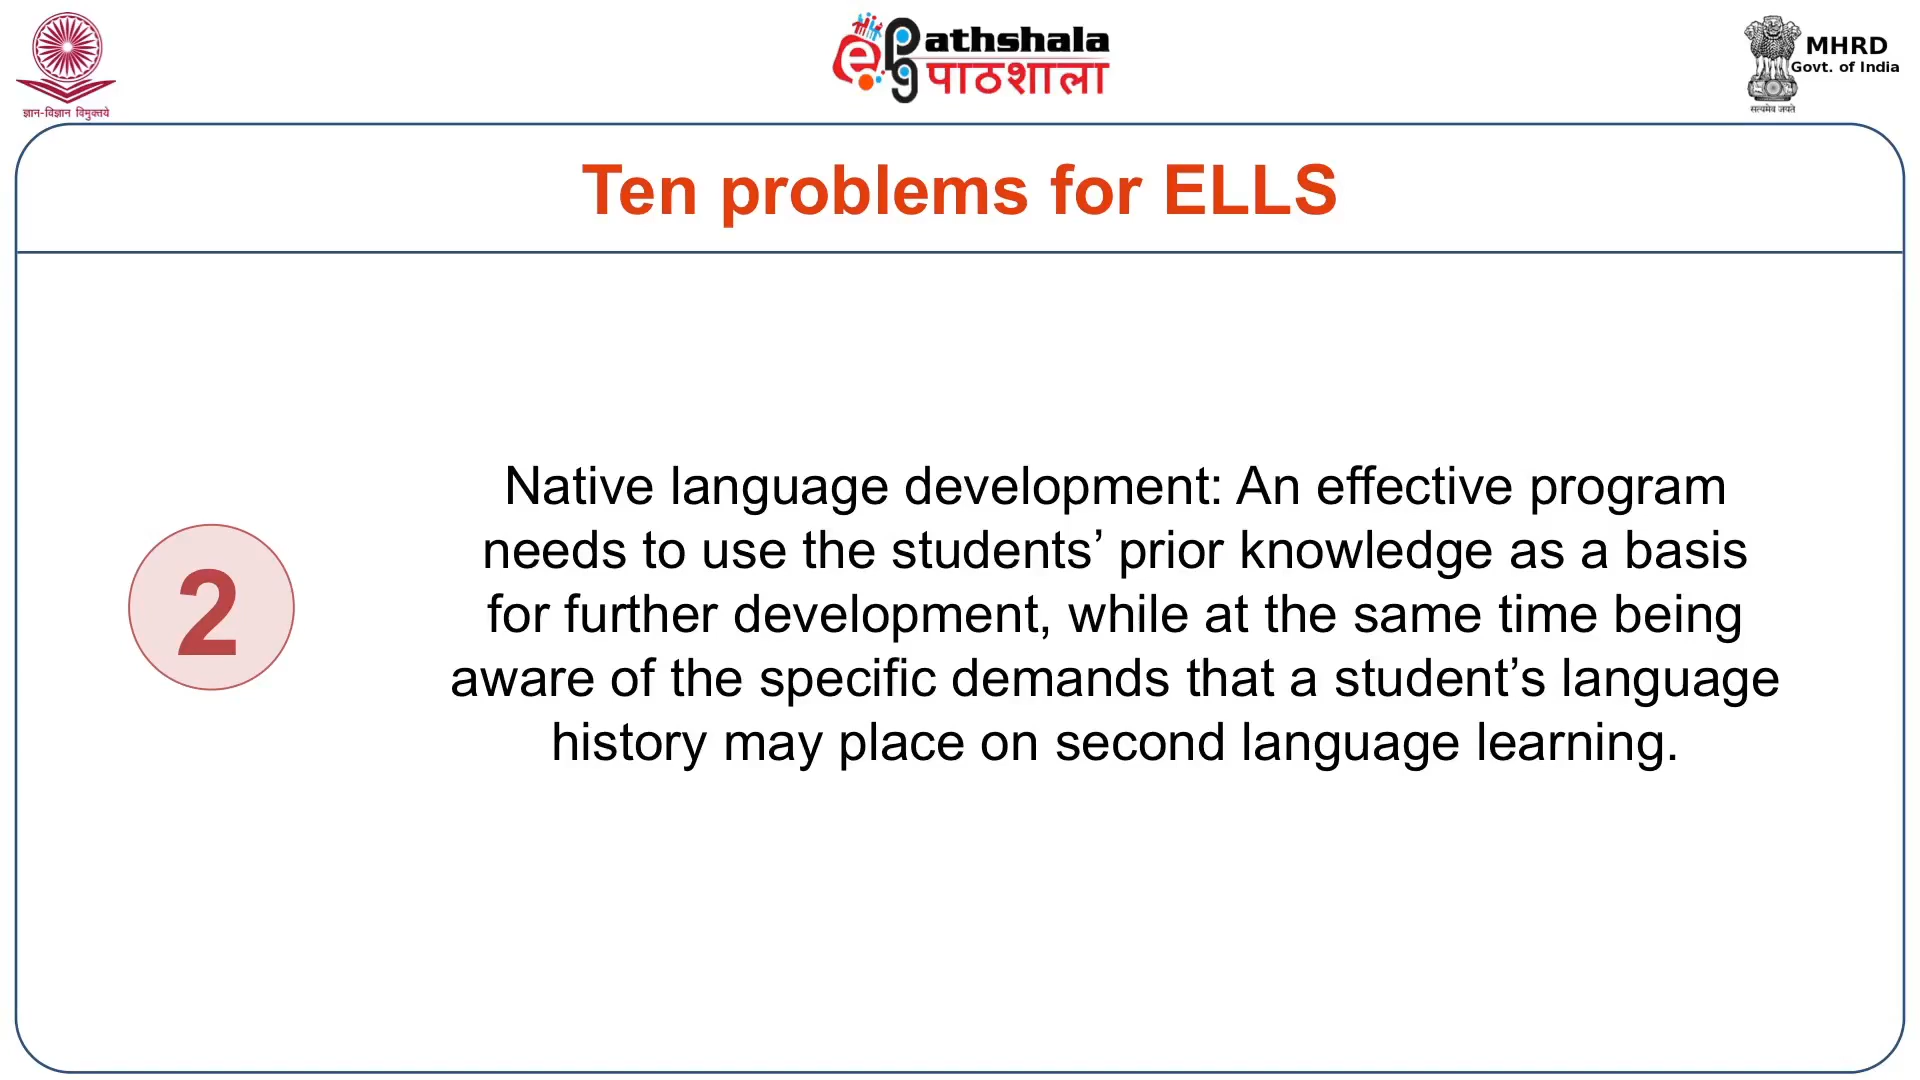 ज्ञान-विज्ञान विमुक्तये
ePathshala
पाठशाला
MHRD
Govt. of India
सत्यमेव जयते
Ten problems for ELLS
2
Native language development: An effective program
needs to use the students’ prior knowledge as a basis
for further development, while at the same time being
aware of the specific demands that a student’s language
history may place on second language learning.